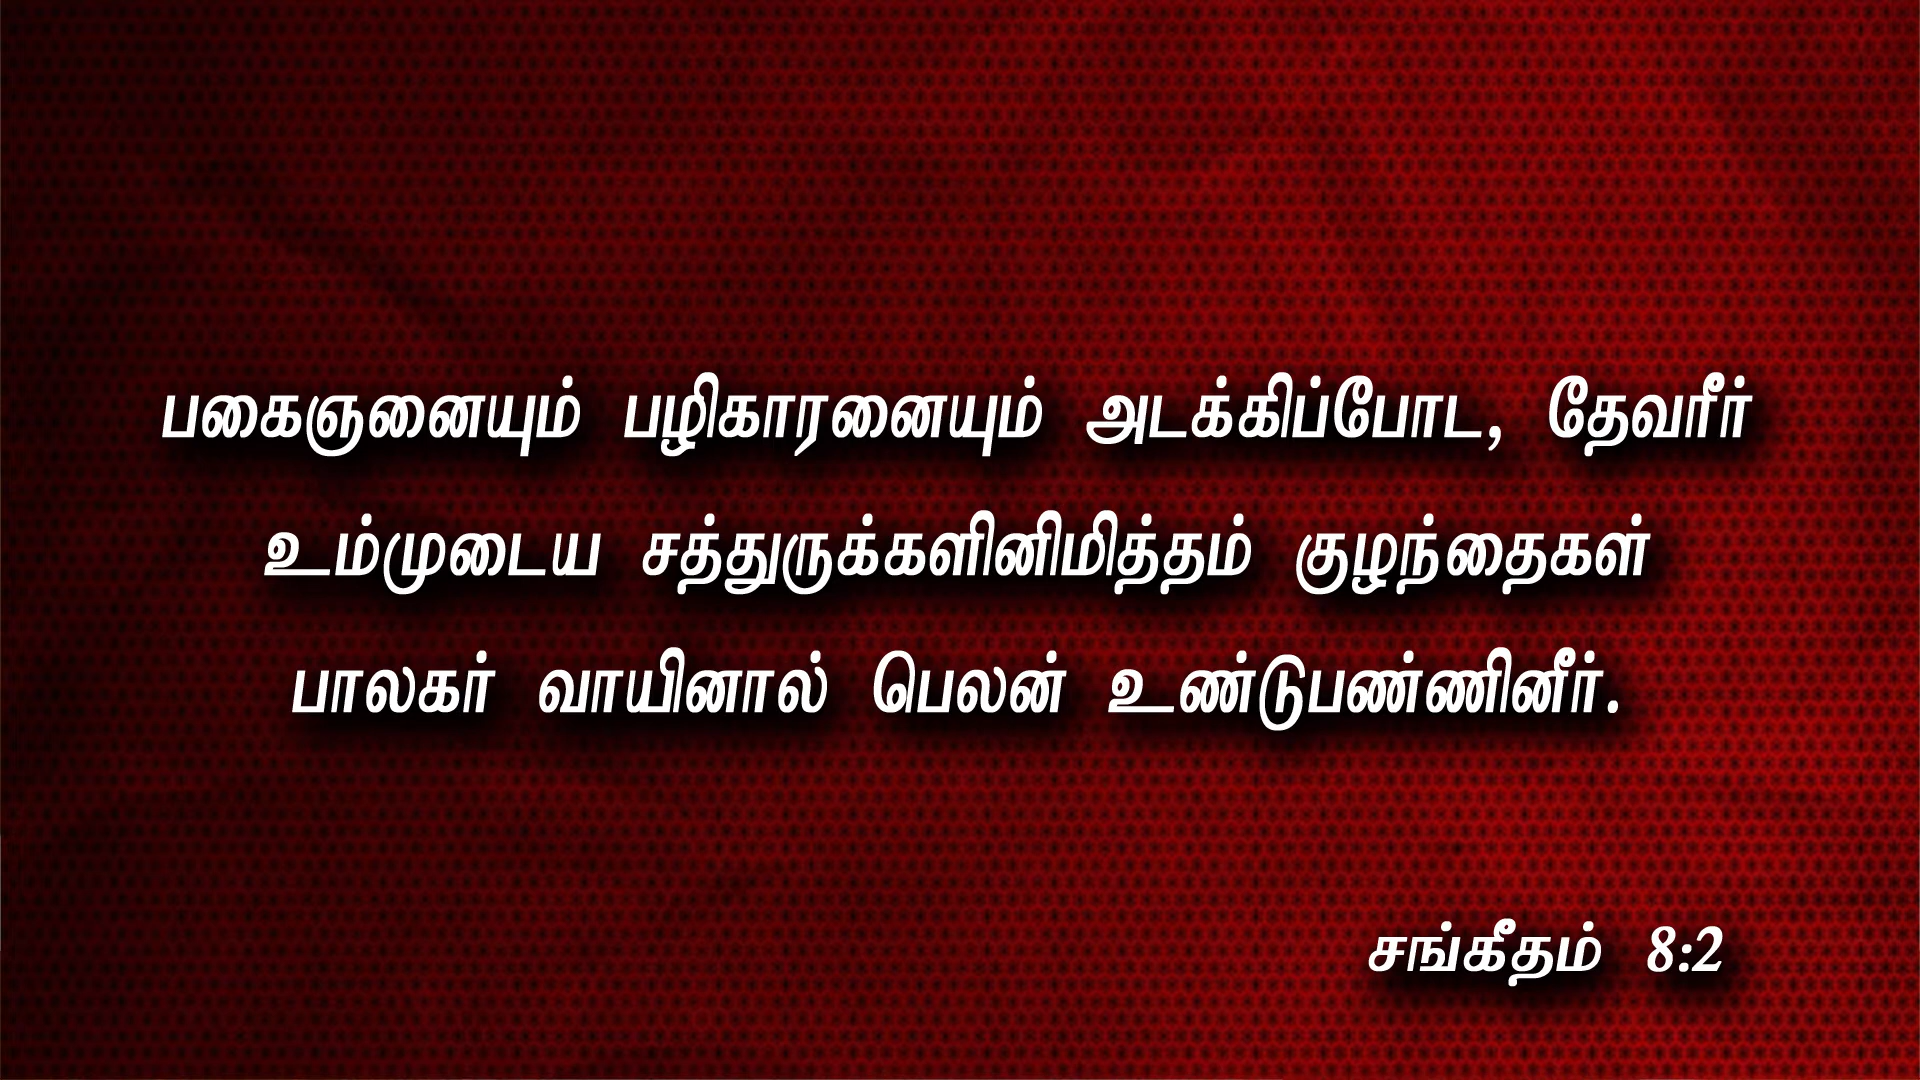 பகைஞனையும் பழிகாரனையும் அடக்கிப்போட, தேவரீர்
உம்முடைய சத்துருக்களினிமித்தம் குழந்தைகள்
பாலகர் வாயினால் பெலன் உண்டுபண்ணினீர்.
சங்கீதம் 8:2